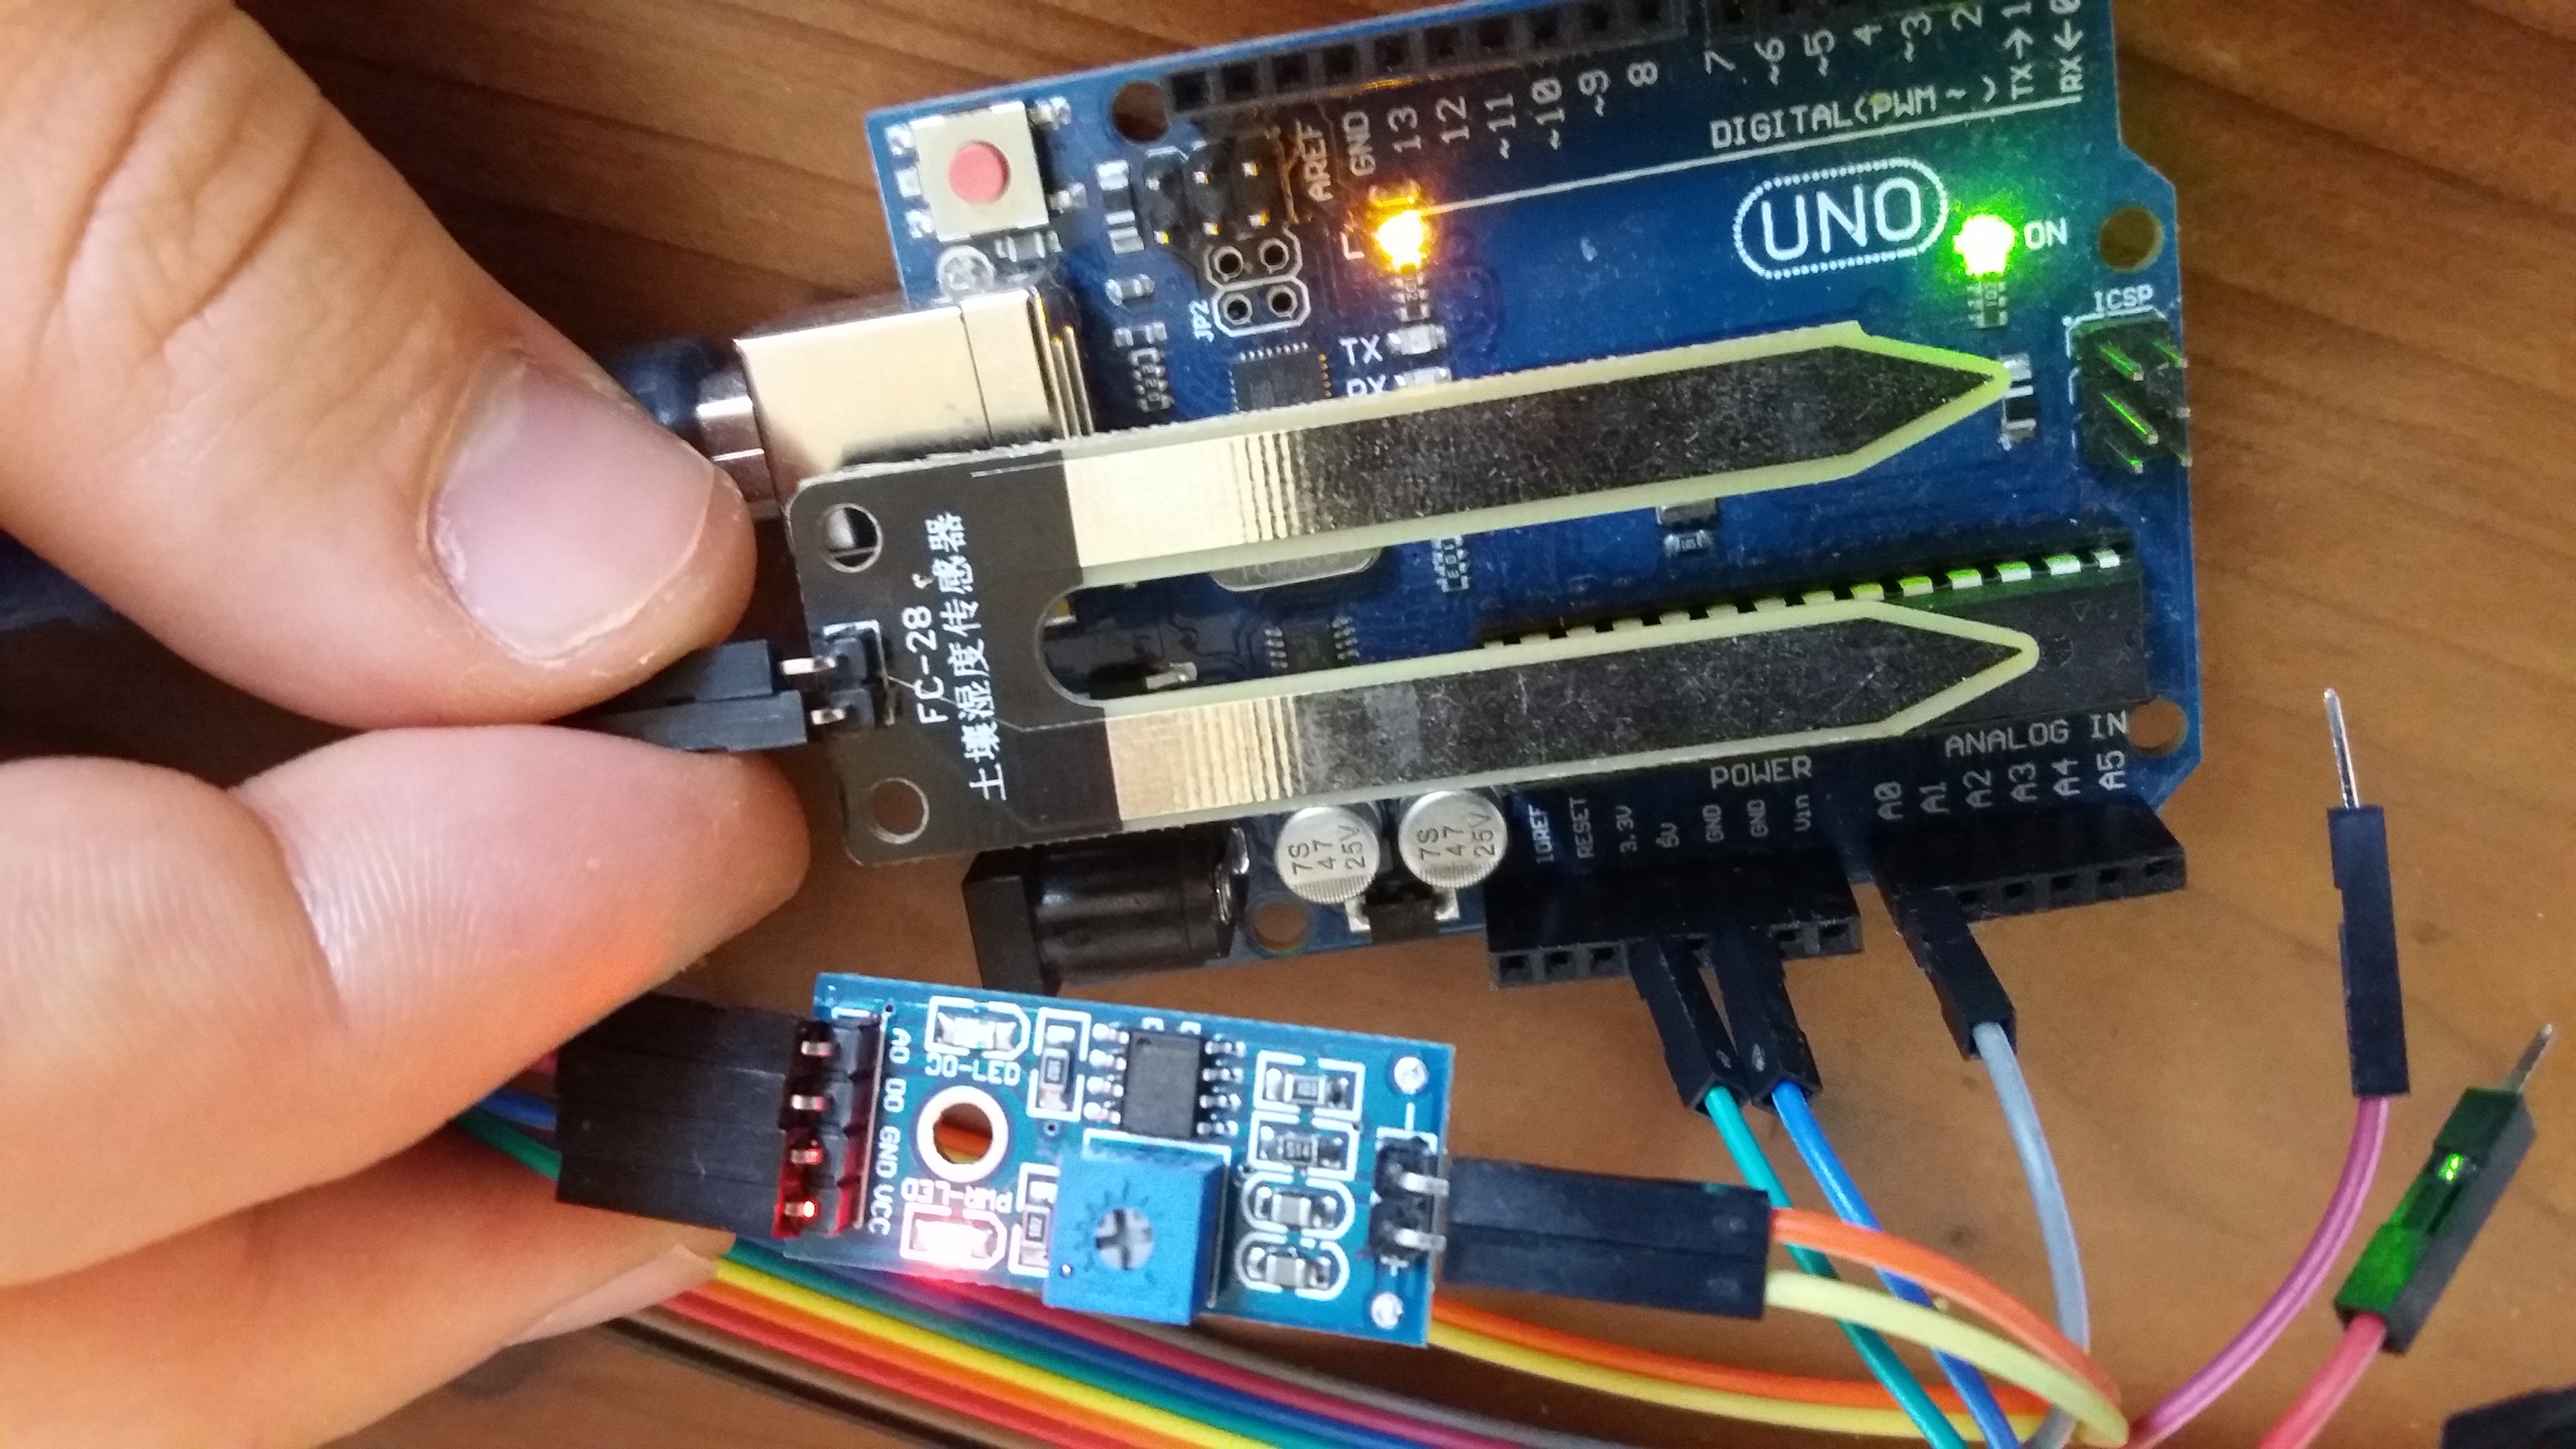 PWR-LED
DO-LED
VCC
GND
DO
AO
7S
47
25V
7S
47
25V
IOREF
RESET
3.3V
5V
GND
GND
Vin
POWER
A0
A1
A2
A3
A4
A5
ANALOG IN
FC-28
土壤湿度传感器
RX
TX
JP2
ICSP
ON
UNO
L
AREF
GND
13
12
~11
~10
~9
8
7
~6
~5
4
~3
2
TX→1
RX←0
DIGITAL(PWM~)